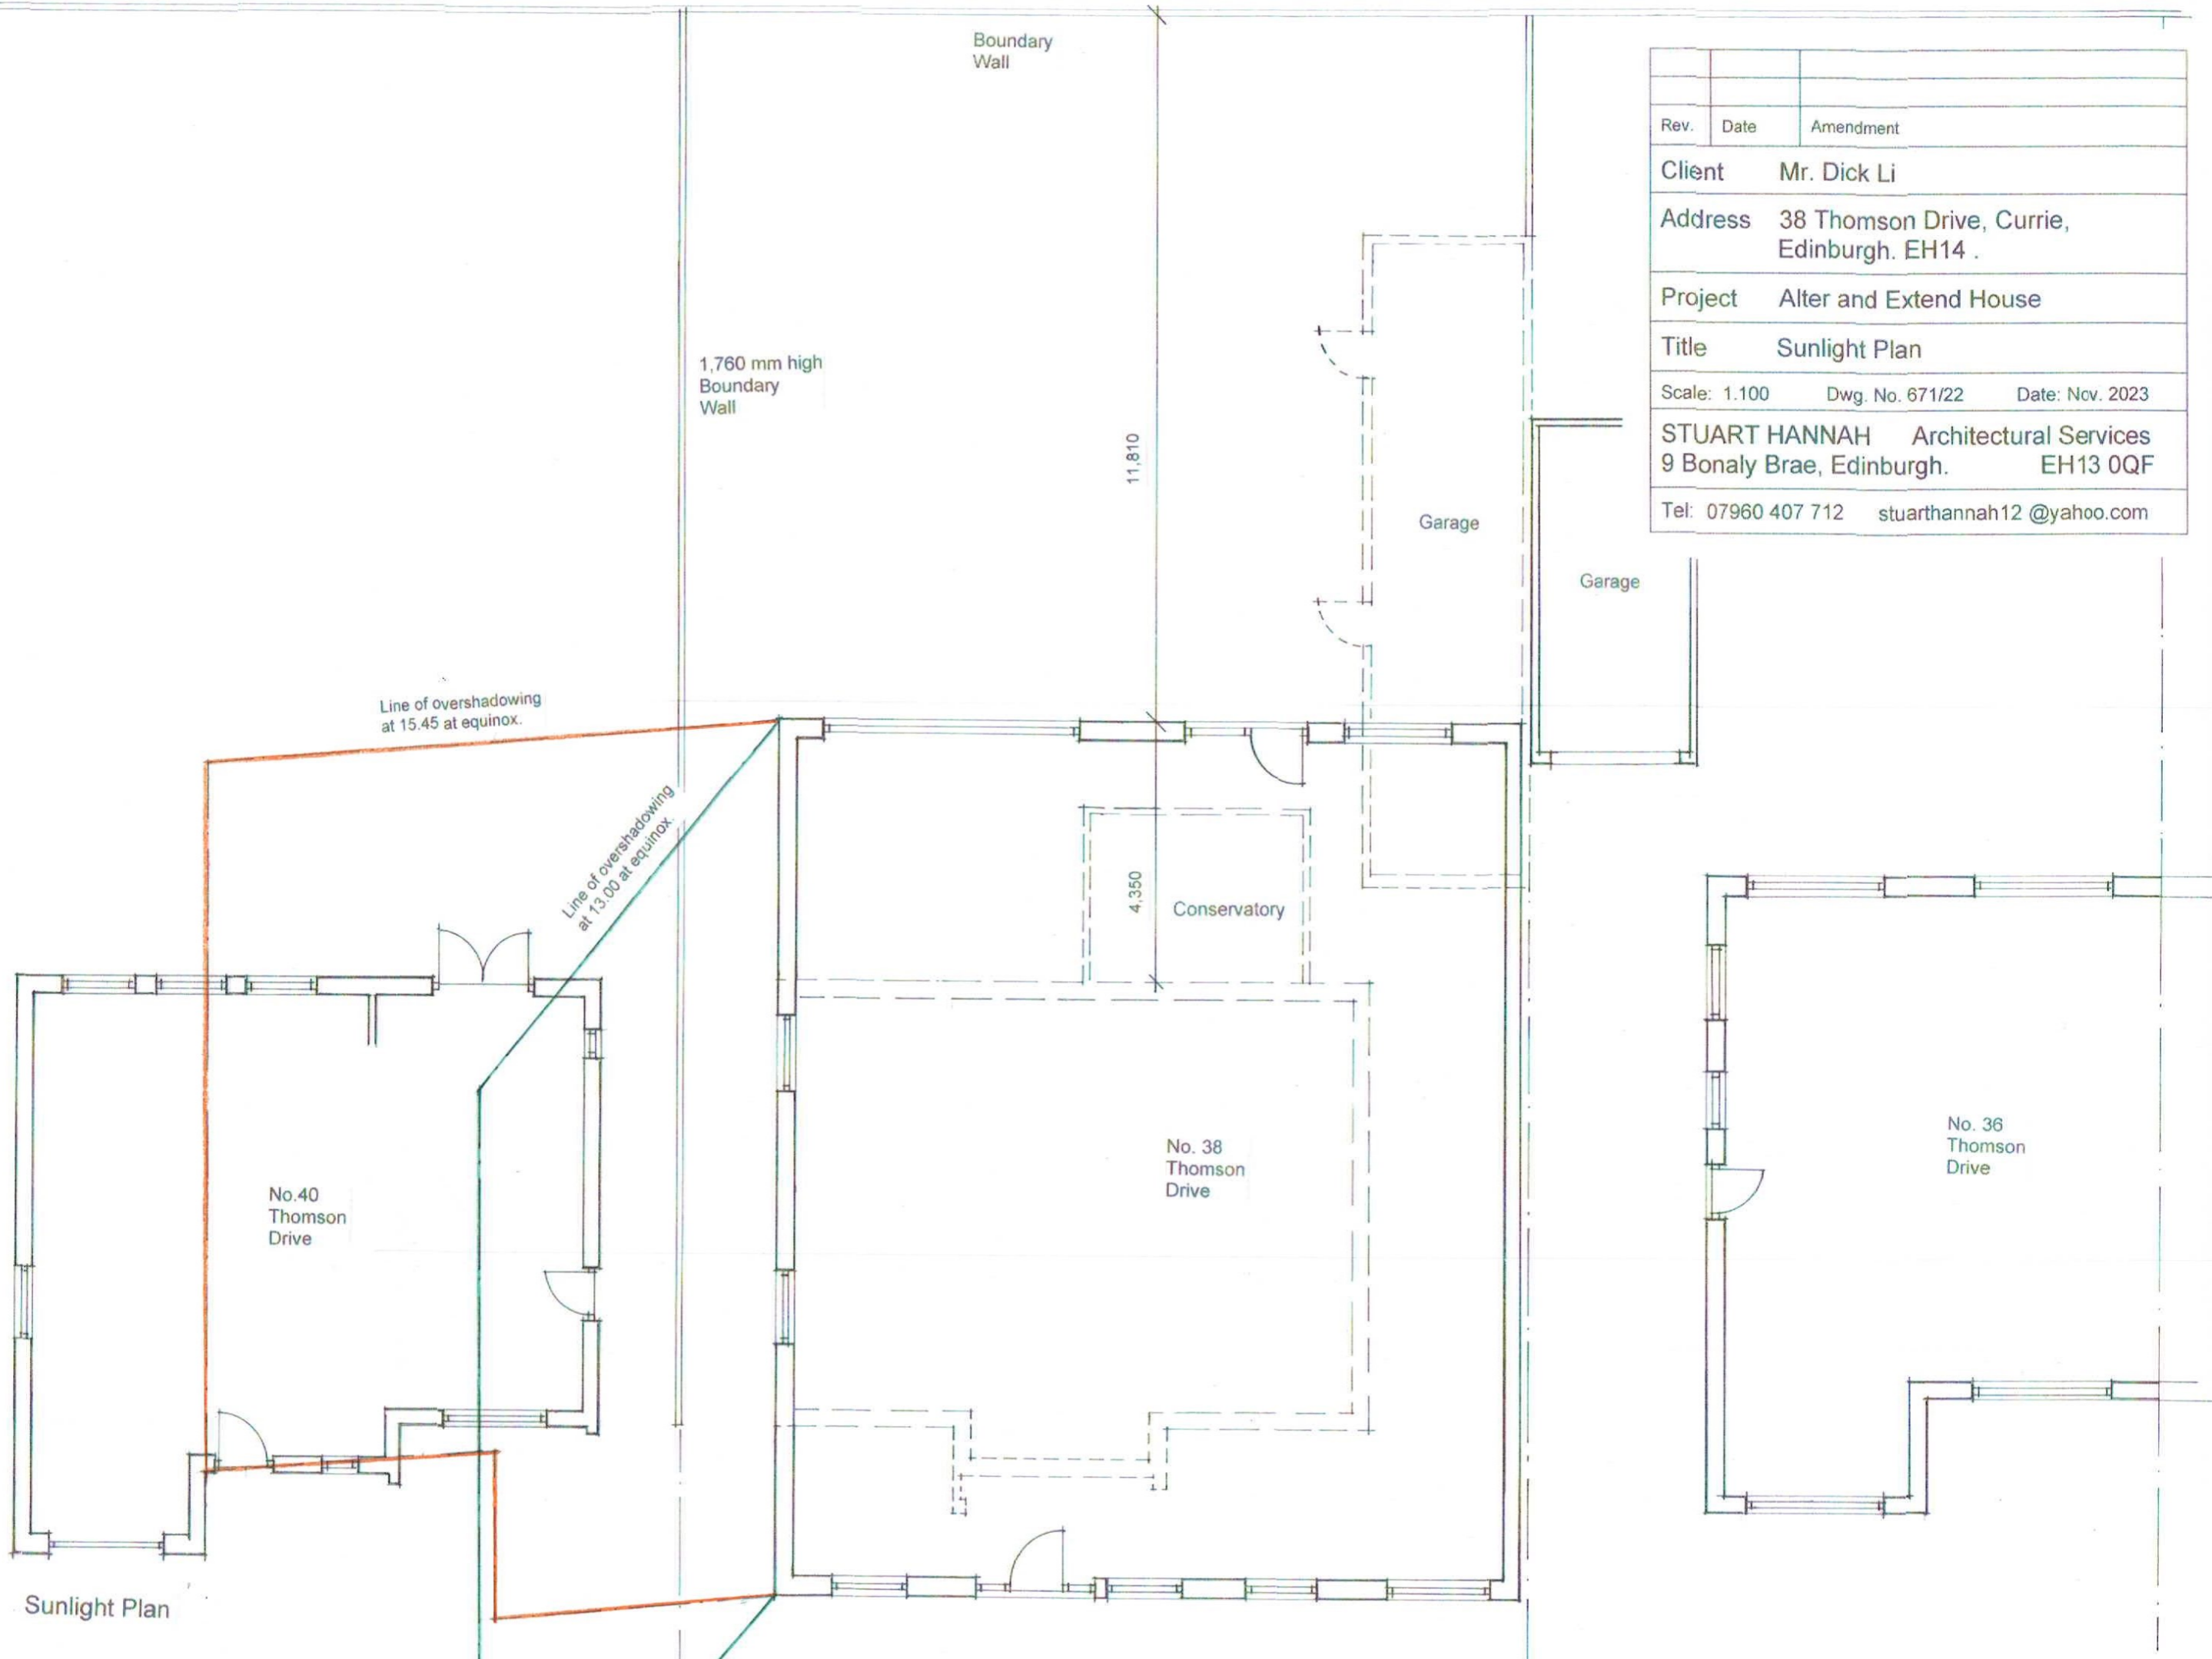 Boundary
Wall
Rev. Date Amendment
Client Mr. Dick Li
Address 38 Thomson Drive, Currie,
Edinburgh. EH14 .
Project Alter and Extend House
Title Sunlight Plan
Scale: 1.100 Dwg. No. 671/22 Date: Nov. 2023
STUART HANNAH Architectural Services
9 Bonaly Brae, Edinburgh. EH13 0QF
Tel: 07960 407 712 stuarthannah12 @yahoo.com
1,760 mm high
Boundary
Wall
11,810
Garage
Garage
Line of overshadowing
at 15.45 at equinox.
Line of overshadowing
at 13.00 at equinox.
4,350
Conservatory
No. 38
Thomson
Drive
No. 36
Thomson
Drive
No.40
Thomson
Drive
Sunlight Plan